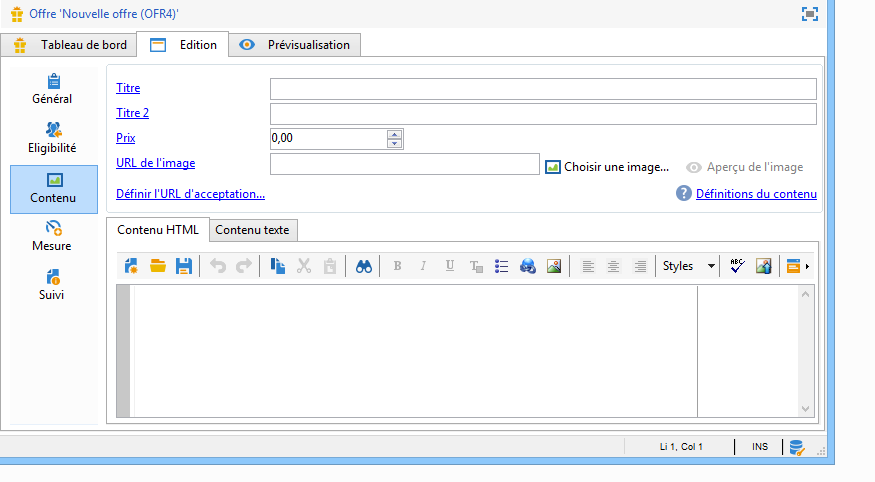 Offre 'Nouvelle offre (OFR4)'
Tableau de bord Edition Prévisualisation
Général
Eligibilité
Contenu
Mesure
Suivi
Titre
Titre 2
Prix 0,00
URL de l'image Choisir une image... Aperçu de l'image
Définir l'URL d'acceptation... Définitions du contenu
Contenu HTML Contenu texte
B I U T Styles ABC
Li 1, Col 1 INS